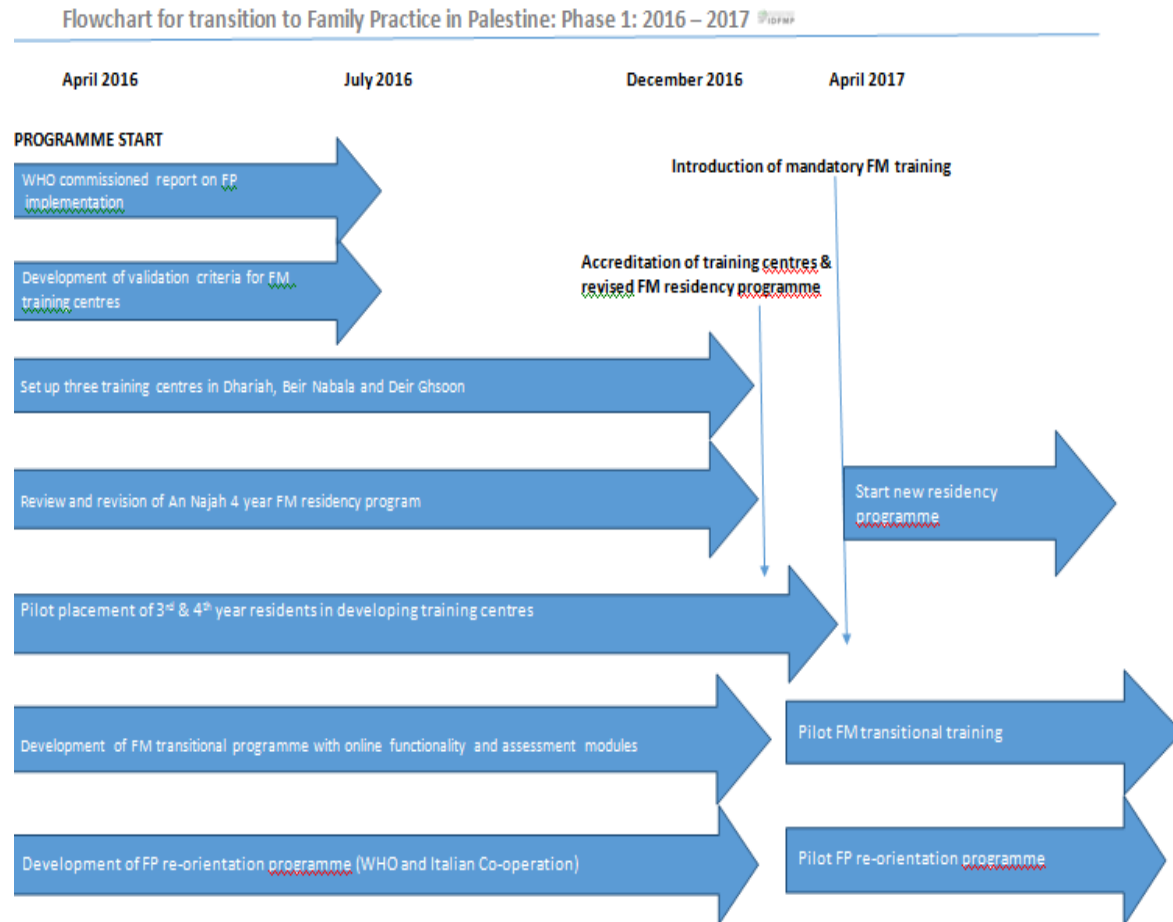 Flowchart for transition to Family Practice in Palestine: Phase 1: 2016 – 2017 IDFMP
April 2016
July 2016
December 2016
April 2017
PROGRAMME START
WHO commissioned report on FP
implementation
Introduction of mandatory FM training
Development of validation criteria for FM
training centres
Accreditation of training centres &
revised FM residency programme
Set up three training centres in Dhariah, Beir Nabala and Deir Ghsoon
Review and revision of An Najah 4 year FM residency program
Start new residency
programme
Pilot placement of 3rd & 4th year residents in developing training centres
Development of FM transitional programme with online functionality and assessment modules
Pilot FM transitional training
Development of FP re-orientation programme (WHO and Italian Co-operation)
Pilot FP re-orientation programme